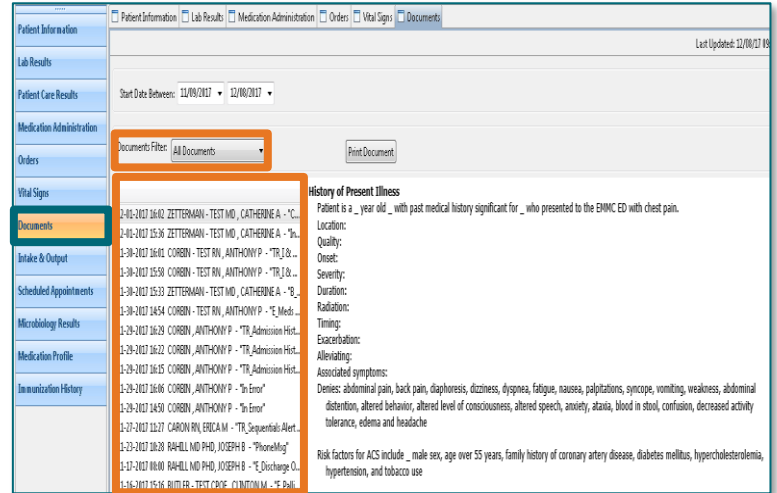 Patient Information
Lab Results
Patient Care Results
Medication Administration
Orders
Vital Signs
Documents
Intake & Output
Scheduled Appointments
Microbiology Results
Medication Profile
Immunization History
Patient Information Lab Results Medication Administration Orders Vital Signs Documents
Last Updated: 12/08/17 09
Start Date Between: 11/09/2017 12/08/2017
Documents Filter: All Documents Print Document
2-01-2017 16:02 ZETTERMAN - TEST MD , CATHERINE A - "C...
2-01-2017 15:36 ZETTERMAN - TEST MD , CATHERINE A - "In...
1-30-2017 16:01 CORBIN - TEST RN , ANTHONY P - "TR_I & ...
1-30-2017 15:58 CORBIN - TEST RN , ANTHONY P - "TR_I & ...
1-30-2017 15:33 ZETTERMAN - TEST MD , CATHERINE A - "B_...
1-30-2017 14:54 CORBIN - TEST RN , ANTHONY P - "E_Meds ...
1-29-2017 16:29 CORBIN , ANTHONY P - "TR_Admission Hist...
1-29-2017 16:22 CORBIN , ANTHONY P - "TR_Admission Hist...
1-29-2017 16:15 CORBIN , ANTHONY P - "TR_Admission Hist...
1-29-2017 16:06 CORBIN , ANTHONY P - "In Error"
1-29-2017 14:50 CORBIN , ANTHONY P - "In Error"
1-27-2017 11:27 CARON RN, ERICA M - "TR_Sequentials Alert ...
1-23-2017 10:28 RAHILL MD PHD, JOSEPH B - "PhoneMsg"
1-17-2017 08:00 RAHILL MD PHD, JOSEPH B - "E_Discharge O...
1-16-2017 15:16 BUTLER - TEST CPOE , CLINTON M - "E_Palli...
History of Present Illness
Patient is a _ year old _ with past medical history significant for _ who presented to the EMMC ED with chest pain.
Location:
Quality:
Onset:
Severity:
Duration:
Radiation:
Timing:
Exacerbation:
Alleviating:
Associated symptoms:
Denies: abdominal pain, back pain, diaphoresis, dizziness, dyspnea, fatigue, nausea, palpitations, syncope, vomiting, weakness, abdominal
distention, altered behavior, altered level of consciousness, altered speech, anxiety, ataxia, blood in stool, confusion, decreased activity
tolerance, edema and headache
Risk factors for ACS include _ male sex, age over 55 years, family history of coronary artery disease, diabetes mellitus, hypercholesterolemia,
hypertension, and tobacco use